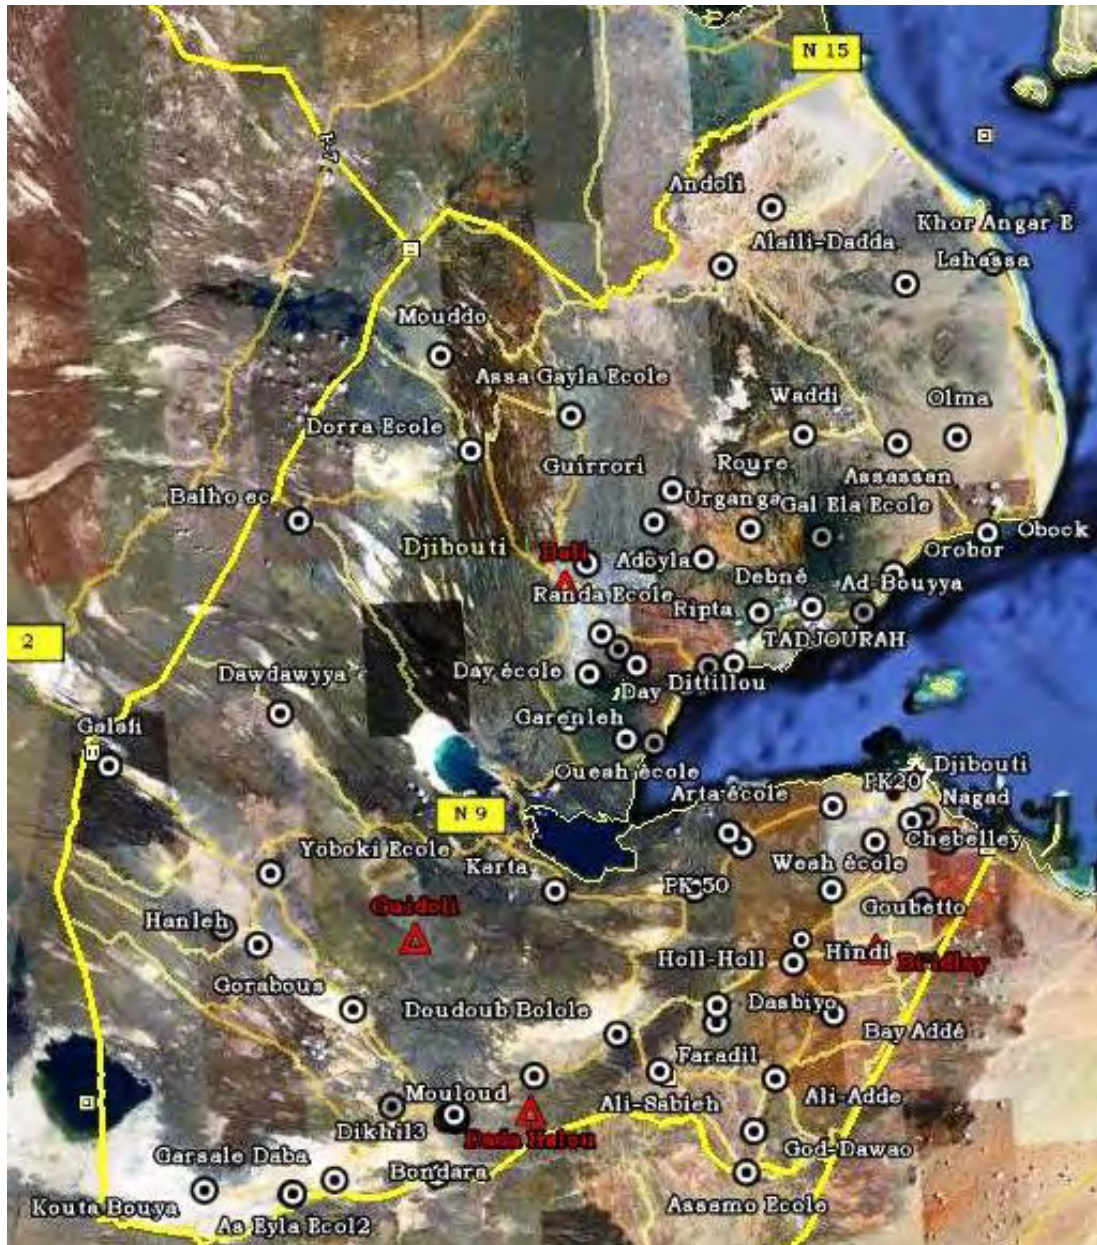 N 15
Andoli
Khor Angar E
Alaili-Dadda
Lahassa
Mouddo
Assa Gayla Ecole
Waddi
Olma
Dorra Ecole
Guirrori
Roure
Assassan
Balho ec
Urganga
Gal Ela Ecole
Obock
Djibouti
Adoyla
Orobor
Randa Ecole
Debné
Ad-Bouyya
Ripta
2
TADJOURAH
Day école
Day
Dittillou
Dawdawyya
Galafi
Garenleh
Oueah école
Djibouti
PK20
Arta école
Nagad
N 9
Chebelley
Yoboki Ecole
Karta
Weah école
PK 50
Guidoli
Goubetto
Hanleh
Holl-Holl
Hindi
Gorabous
Doudoub Bolole
Dasbiyo
Bay Addé
Faradil
Mouloud
Ali-Sabieh
Ali-Adde
Dikhil3
God-Dawao
Garsale Daba
Bondara
Kouta Bouya
As Eyla Ecol2
Assamo Ecole